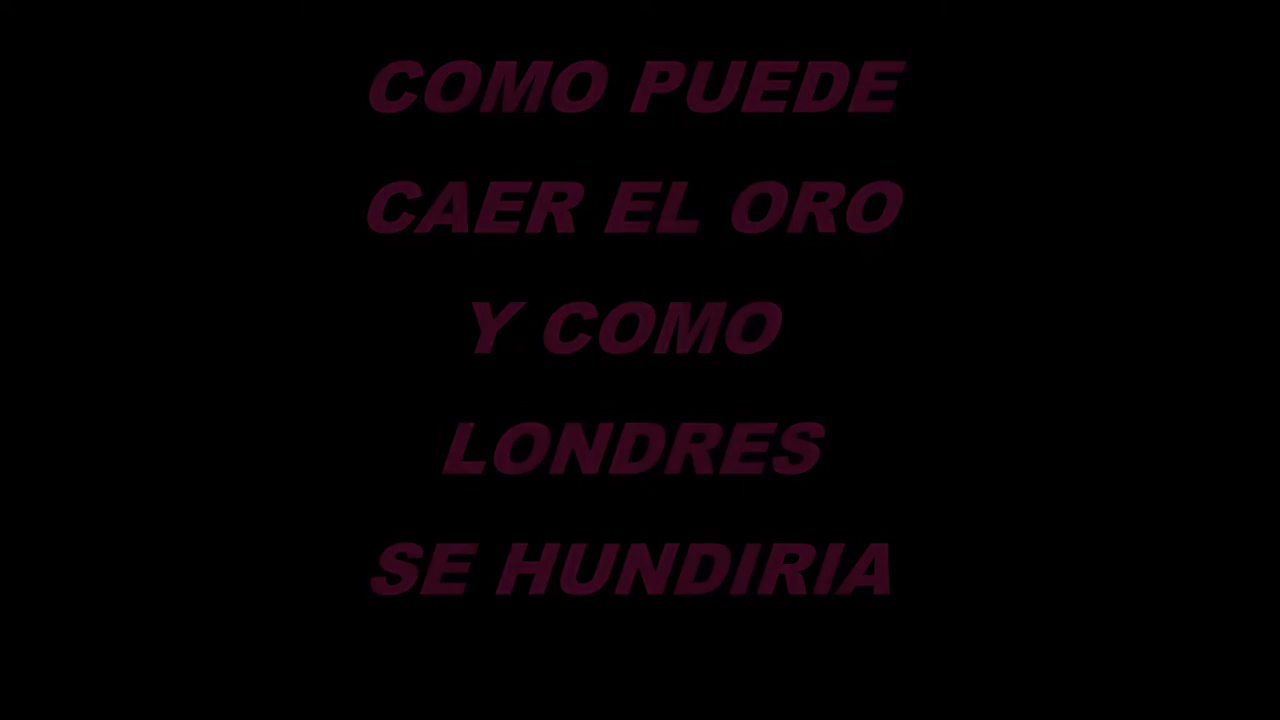 COMO PUEDE
CAER EL ORO
Y COMO
LONDRES
SE HUNDIRIA